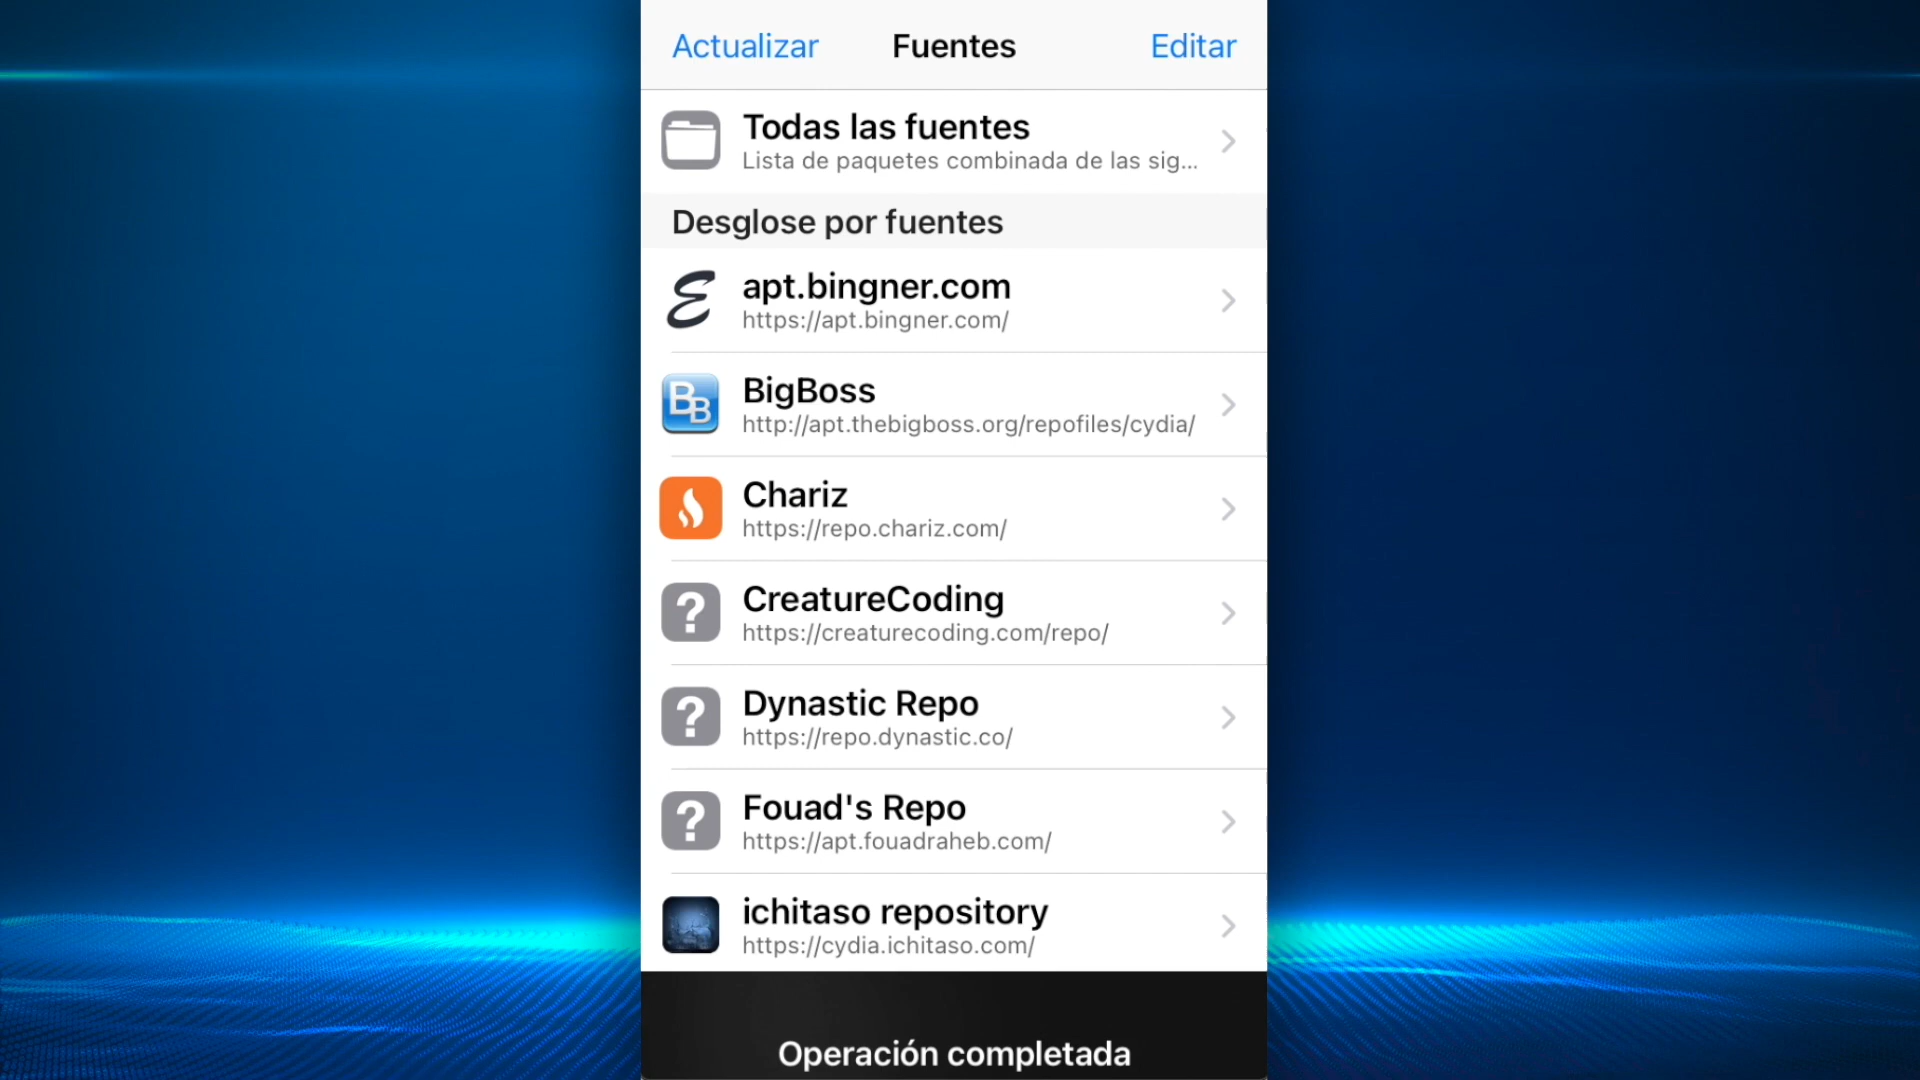 Actualizar Fuentes Editar
Todas las fuentes
Lista de paquetes combinada de las sig...
Desglose por fuentes
apt.bingner.com
https://apt.bingner.com/
BigBoss
http://apt.thebigboss.org/repofiles/cydia/
Chariz
https://repo.chariz.com/
CreatureCoding
https://creaturecoding.com/repo/
Dynastic Repo
https://repo.dynastic.co/
Fouad's Repo
https://apt.fouadraheb.com/
ichitaso repository
https://cydia.ichitaso.com/
Operación completada